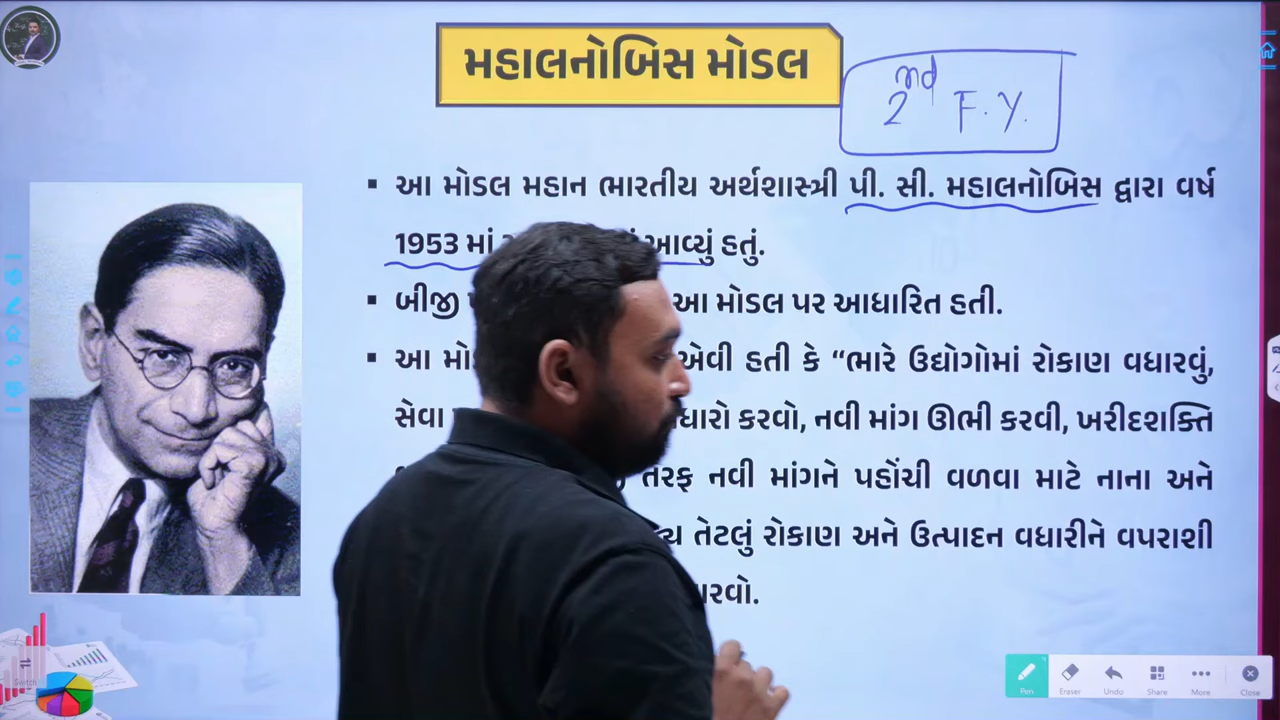 મહાલનોબિસ મોડલ
2nd F.Y.
આ મોડલ મહાન ભારતીય અર્થશાસ્ત્રી પી. સી. મહાલનોબિસ દ્વારા વર્ષ
1953 માં આવ્યું હતું.
બીજી આ મોડલ પર આધારિત હતી.
આ એવી હતી કે “ભારે ઉદ્યોગોમાં રોકાણ વધારવું,
સેવા કરવો, નવી માંગ ઊભી કરવી, ખરીદશક્તિ
તરફ નવી માંગને પહોંચી વળવા માટે નાના અને
તેટલું રોકાણ અને ઉત્પાદન વધારીને વપરાશી
Switch
Pen Eraser Undo Share More Close